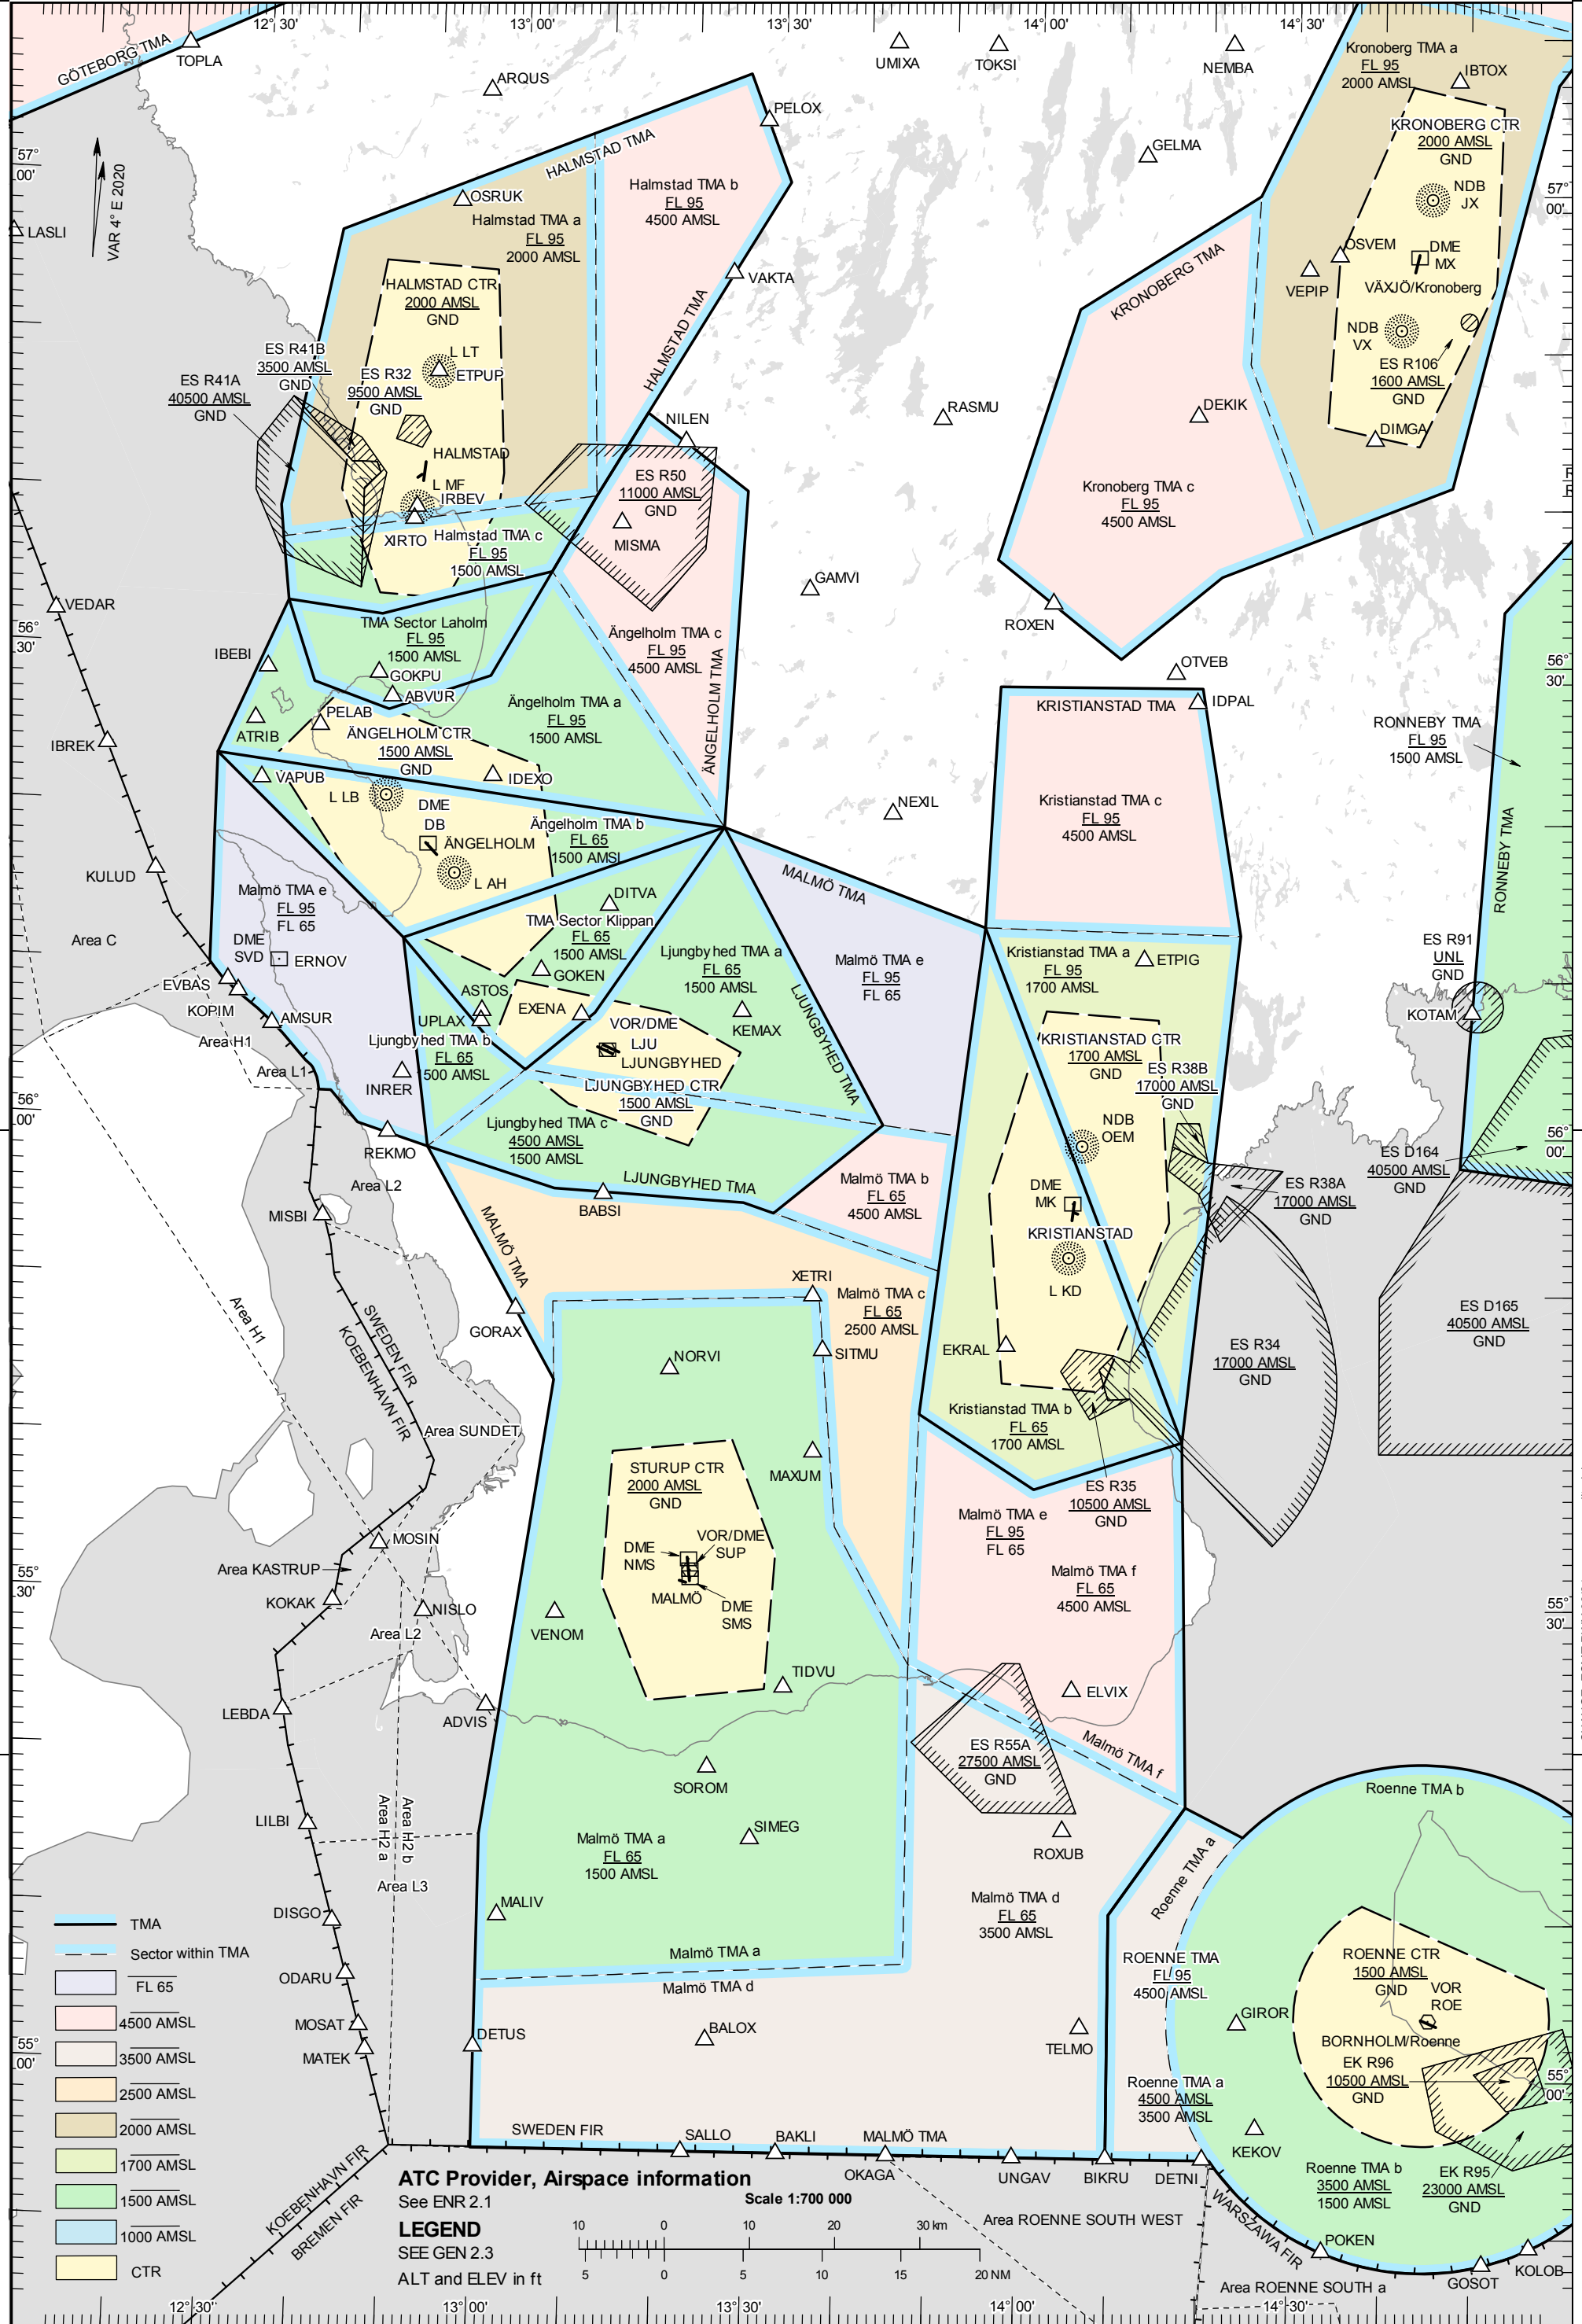 12° 30'
13° 00'
13° 30'
14° 00'
14° 30'
GÖTEBORG TMA
TOPLA
ARQUS
UMIXA
TOKSI
NEMBA
Kronoberg TMA a
FL 95
2000 AMSL
IBTOX
PELOX
GELMA
KRONOBERG CTR
2000 AMSL
GND
NDB
JX
57°
00'
VAR 4° E 2020
HALMSTAD TMA
OSRUK
Halmstad TMA a
FL 95
2000 AMSL
Halmstad TMA b
FL 95
4500 AMSL
57°
00'
LASLI
OSVEM
DME
MX
VEPIP
VÄXJÖ/Kronoberg
KRONOBERG TMA
VAKTA
HALMSTAD CTR
2000 AMSL
GND
HALMSTAD TMA
NDB
VX
ES R106
1600 AMSL
GND
ES R41B
3500 AMSL
GND
ES R41A
40500 AMSL
GND
ES R32
9500 AMSL
GND
L LT
ETPUP
NILEN
RASMU
DEKIK
DIMGA
HALMSTAD
L MF
IRBEV
XIRTO
Halmstad TMA c
FL 95
1500 AMSL
ES R50
11000 AMSL
GND
MISMA
Kronoberg TMA c
FL 95
4500 AMSL
GAMVI
ROXEN
VEDAR
56°
30'
TMA Sector Laholm
FL 95
1500 AMSL
IBEBI
GOKPU
ABVUR
Ängelholm TMA c
FL 95
4500 AMSL
OTVEB
IDPAL
56°
30'
KRISTIANSTAD TMA
ÄNGELHOLM TMA
Ängelholm TMA a
FL 95
1500 AMSL
PELAB
ATRIB
ÄNGELHOLM CTR
1500 AMSL
GND
IBREK
VAPUB
IDEXO
L LB
DME
DB
ÄNGELHOLM
L AH
Ängelholm TMA b
FL 65
1500 AMSL
NEXIL
Kristianstad TMA c
FL 95
4500 AMSL
RONNEBY TMA
FL 95
1500 AMSL
RONNEBY TMA
KULUD
Malmö TMA e
FL 95
FL 65
DME
SVD
ERNOV
Area C
EVBAS
KOPIM
AMSUR
Area H1
Area L1
DITVA
TMA Sector Klippan
FL 65
1500 AMSL
GOKEN
ASTOS
UPLAX
EXENA
Ljungbyhed TMA a
FL 65
1500 AMSL
KEMAX
MALMÖ TMA
Malmö TMA e
FL 95
FL 65
LJUNGBYHED TMA
Kristianstad TMA a
FL 95
1700 AMSL
ETPIG
ES R91
UNL
GND
KOTAM
Ljungbyhed TMA b
FL 65
1500 AMSL
INRER
VOR/DME
LJU
LJUNGBYHED
LJUNGBYHED CTR
1500 AMSL
GND
KRISTIANSTAD CTR
1700 AMSL
GND
ES R38B
17000 AMSL
GND
NDB
OEM
56°
00'
REKMO
Ljungbyhed TMA c
4500 AMSL
1500 AMSL
LJUNGBYHED TMA
BABSI
Malmö TMA b
FL 65
4500 AMSL
DME
MK
KRISTIANSTAD
L KD
ES D164
40500 AMSL
GND
56°
00'
ES R38A
17000 AMSL
GND
Area L2
MISBI
MALMÖ TMA
GORAX
XETRI
SITMU
Malmö TMA c
FL 65
2500 AMSL
EKRAL
ES R34
17000 AMSL
GND
ES D165
40500 AMSL
GND
Area H1
SWEDEN FIR
KOEBENHAVN FIR
NORVI
Kristianstad TMA b
FL 65
1700 AMSL
Area SUNDET
STURUP CTR
2000 AMSL
GND
MAXUM
ES R35
10500 AMSL
GND
Malmö TMA e
FL 95
FL 65
MOSIN
Area KASTRUP
KOKAK
NISLO
Area L2
DME
NMS
VOR/DME
SUP
MALMÖ
DME
SMS
VENOM
Malmö TMA f
FL 65
4500 AMSL
55°
30'
55°
30'
TIDVU
ELVIX
LEBDA
ADVIS
ES R55A
27500 AMSL
GND
Malmö TMA f
SOROM
SIMEG
ROXUB
Roenne TMA b
LILBI
Area H2 a
Area H2 b
Area L3
Malmö TMA a
FL 65
1500 AMSL
MALIV
DISGO
Malmö TMA d
FL 65
3500 AMSL
Roenne TMA a
Malmö TMA a
Malmö TMA d
ODARU
MOSAT
MATEK
DETUS
BALOX
TELMO
ROENNE TMA
FL 95
4500 AMSL
GIROR
ROENNE CTR
1500 AMSL
GND
VOR
ROE
BORNHOLM/Roenne
EK R96
10500 AMSL
GND
55°
00'
55°
00'
Roenne TMA a
4500 AMSL
3500 AMSL
KEKOV
Roenne TMA b
3500 AMSL
1500 AMSL
EK R95
23000 AMSL
GND
TMA
Sector within TMA
FL 65
4500 AMSL
3500 AMSL
2500 AMSL
2000 AMSL
1700 AMSL
1500 AMSL
1000 AMSL
CTR
SWEDEN FIR
SALLO
BAKLI
MALMÖ TMA
OKAGA
UNGAV
BIKRU
DETNI
KOEBENHAVN FIR
BREMEN FIR
WARSZAWA FIR
POKEN
GOSOT
KOLOB
ATC Provider, Airspace information
See ENR 2.1
LEGEND
SEE GEN 2.3
ALT and ELEV in ft
Scale 1:700 000
10 0 10 20 30 km
5 0 5 10 15 20 NM
Area ROENNE SOUTH WEST
Area ROENNE SOUTH a
12° 30'
13° 00'
13° 30'
14° 00'
14° 30'